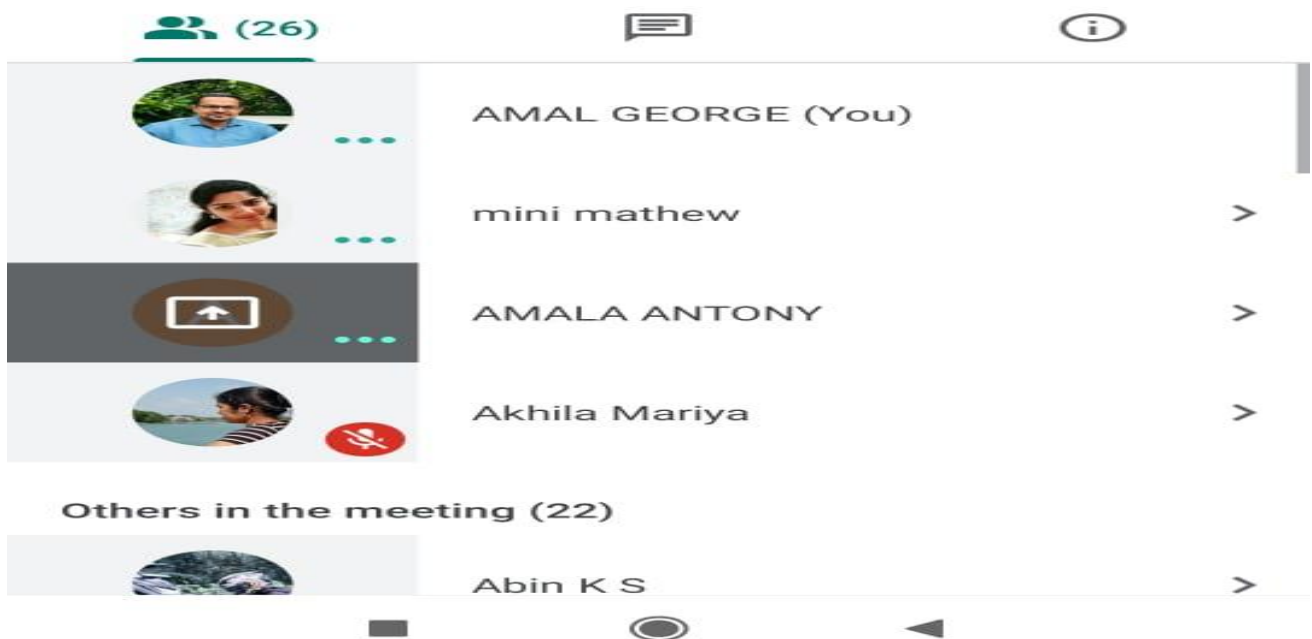 (26)
AMAL GEORGE (You)
mini mathew
AMALA ANTONY
Akhila Mariya
Others in the meeting (22)
Abin K S